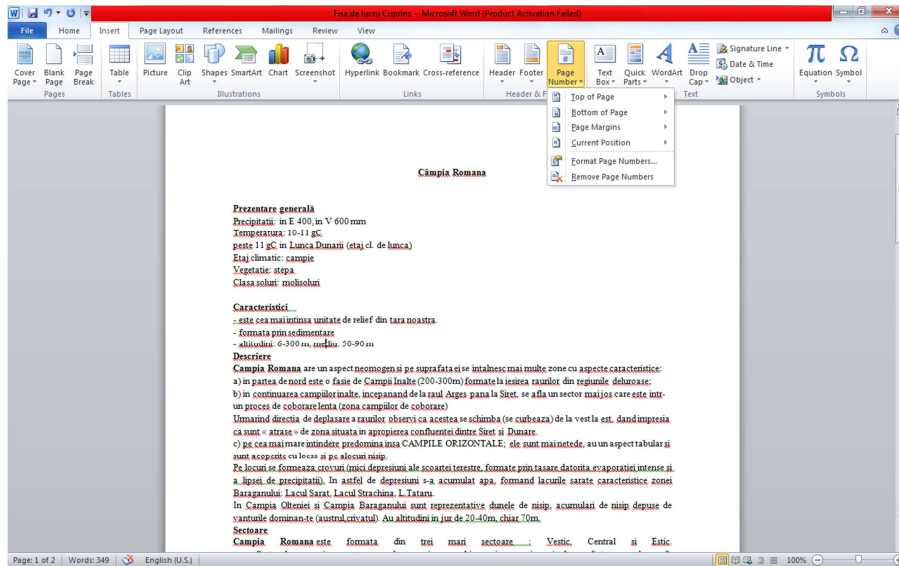 Fisa de lucru Cuprins - Microsoft Word (Product Activation Failed)
File Home Insert Page Layout References Mailings Review View
Cover Page Blank Page Page Break Table Picture Clip Art Shapes SmartArt Chart Screenshot Hyperlink Bookmark Cross-reference Header Footer Page Number Text Box Quick Parts WordArt Drop Cap Signature Line Date & Time Object Equation Symbol
Pages Tables Illustrations Links Header & F Text Symbols
Top of Page
Bottom of Page
Page Margins
Current Position
Format Page Numbers...
Remove Page Numbers
Câmpia Romana
Prezentare generală
Precipitatii: in E 400, in V 600 mm
Temperatura: 10-11 gC.
peste 11 gC in Lunca Dunarii (etaj cl. de lunca)
Etaj climatic: campie
Vegetatie: stepa
Clasa soluri: molisoluri
Caracteristici
- este cea mai intinsa unitate de relief din tara noastra.
- formata prin sedimentare
- altitudini: 6-300 m, mediu: 50-90 m
Descriere
Campia Romana are un aspect neomogen si pe suprafata ei se intalnesc mai multe zone cu aspecte caracteristice:
a) in partea de nord este o fasie de Campii Inalte (200-300m) formate la iesirea raurilor din regiunile deluroase;
b) in continuarea campiilor inalte, incepanand de la raul Arges pana la Siret, se afla un sector mai jos care este intr-
un proces de coborare lenta (zona campiilor de coborare)
Urmarind directia de deplasare a raurilor observi ca acestea se schimba (se curbeaza) de la vest la est, dand impresia
ca sunt « atrase » de zona situata in apropierea confluentei dintre Siret si Dunare.
c) pe cea mai mare intindere predomina insa CAMPILE ORIZONTALE; ele sunt mai netede, au un aspect tabular si
sunt acoperite cu loess si pe alocuri nisip.
Pe locuri se formeaza crovuri (mici depresiuni ale scoartei terestre, formate prin tasare datorita evaporatiei intense si
a lipsei de precipitatii). In astfel de depresiuni s-a acumulat apa, formand lacurile sarate caracteristice zonei
Baraganului: Lacul Sarat, Lacul Strachina, L.Tataru.
In Campia Olteniei si Campia Baraganului sunt reprezentative dunele de nisip, acumulari de nisip depuse de
vanturile dominan-te (austrul,crivatul). Au altitudini in jur de 20-40m, chiar 70m.
Sectoare
Campia Romana este formata din trei mari sectoare : Vestic, Central si Estic.
Page: 1 of 2 Words: 349 English (U.S.) 100%